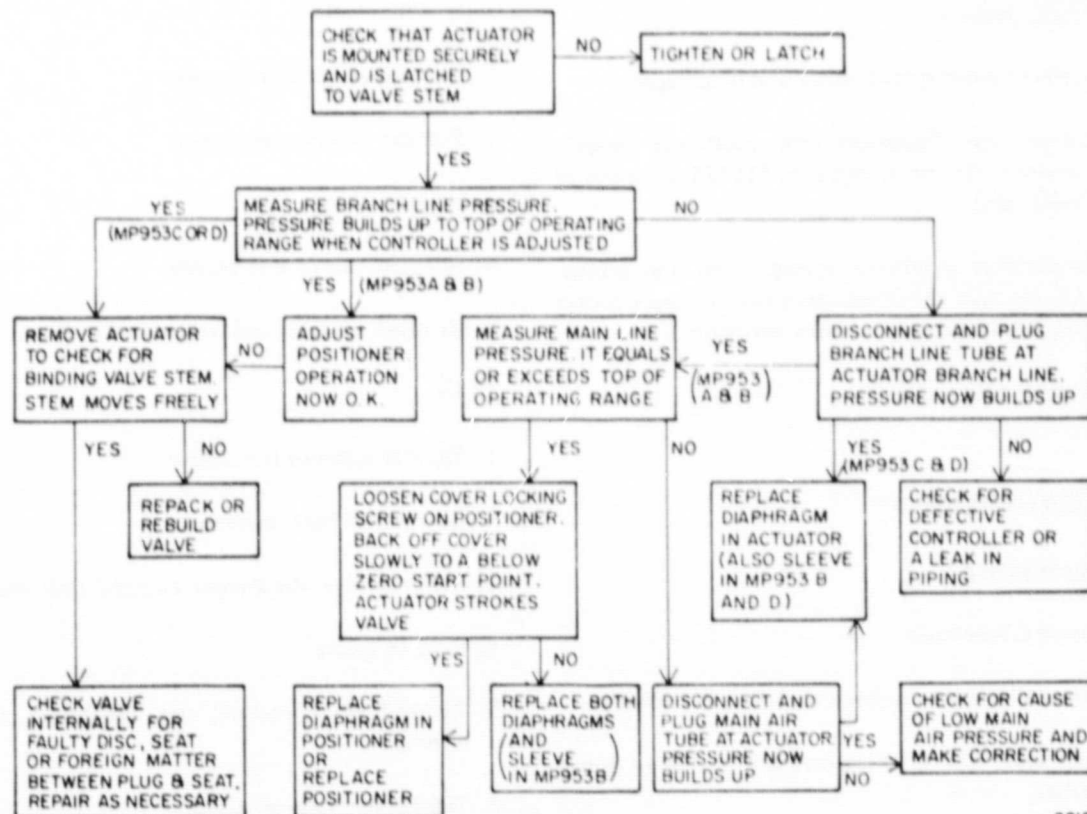 CHECK THAT ACTUATOR
IS MOUNTED SECURELY
AND IS LATCHED
TO VALVE STEM
NO
TIGHTEN OR LATCH
YES
MEASURE BRANCH LINE PRESSURE.
PRESSURE BUILDS UP TO TOP OF OPERATING
RANGE WHEN CONTROLLER IS ADJUSTED
YES
(MP953C OR D)
NO
YES (MP953A & B)
REMOVE ACTUATOR
TO CHECK FOR
BINDING VALVE STEM.
STEM MOVES FREELY
NO
ADJUST
POSITIONER
OPERATION
NOW O.K.
MEASURE MAIN LINE
PRESSURE. IT EQUALS
OR EXCEEDS TOP OF
OPERATING RANGE
YES
(MP953
A & B)
DISCONNECT AND PLUG
BRANCH LINE TUBE AT
ACTUATOR BRANCH LINE.
PRESSURE NOW BUILDS UP
YES
NO
REPACK OR
REBUILD
VALVE
YES
NO
LOOSEN COVER LOCKING
SCREW ON POSITIONER.
BACK OFF COVER
SLOWLY TO A BELOW
ZERO START POINT.
ACTUATOR STROKES
VALVE
YES
(MP953C & D)
NO
REPLACE
DIAPHRAGM
IN ACTUATOR
(ALSO SLEEVE
IN MP953 B
AND D)
CHECK FOR
DEFECTIVE
CONTROLLER OR
A LEAK IN
PIPING
YES
NO
CHECK VALVE
INTERNALLY FOR
FAULTY DISC, SEAT
OR FOREIGN MATTER
BETWEEN PLUG & SEAT,
REPAIR AS NECESSARY
REPLACE
DIAPHRAGM IN
POSITIONER
OR
REPLACE
POSITIONER
REPLACE BOTH
DIAPHRAGMS
(AND
SLEEVE
IN MP953B)
DISCONNECT AND
PLUG MAIN AIR
TUBE AT ACTUATOR
PRESSURE NOW
BUILDS UP
YES
NO
CHECK FOR CAUSE
OF LOW MAIN
AIR PRESSURE AND
MAKE CORRECTION